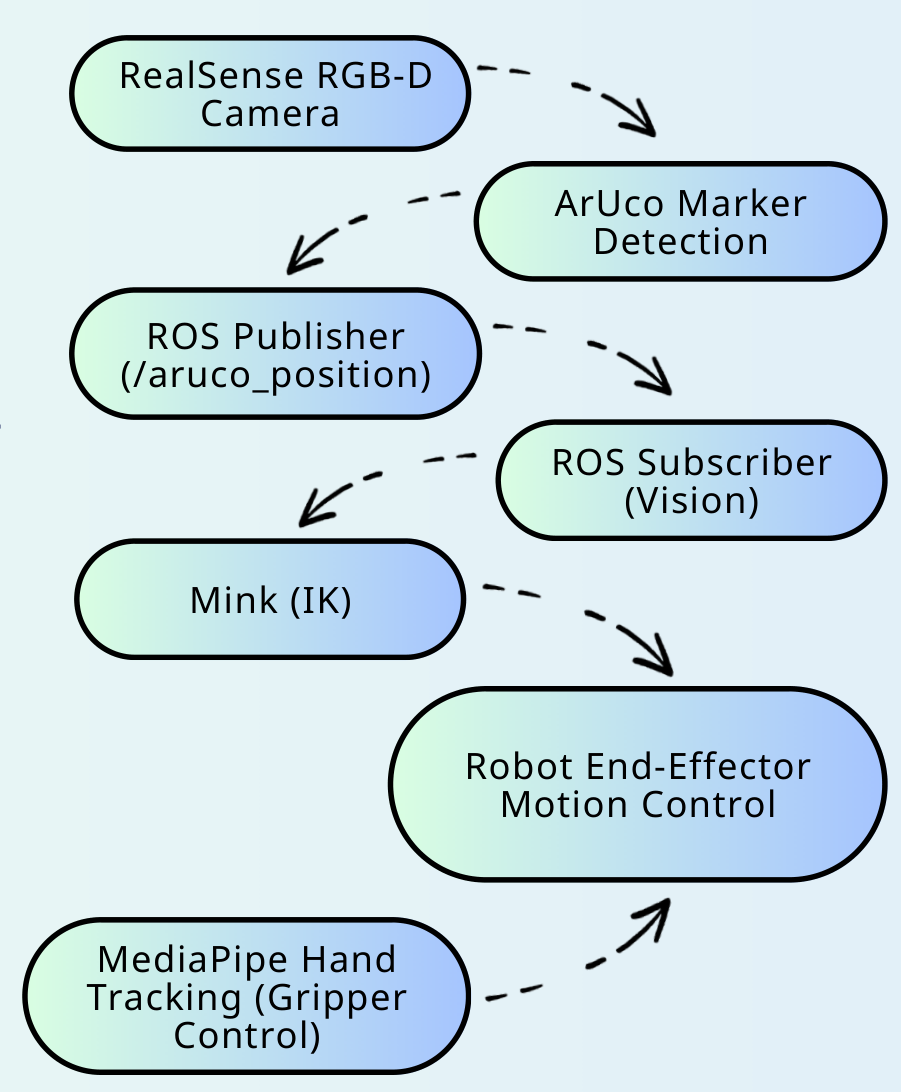 RealSense RGB-D
Camera
ArUco Marker
Detection
ROS Publisher
(/aruco_position)
ROS Subscriber
(Vision)
Mink (IK)
Robot End-Effector
Motion Control
MediaPipe Hand
Tracking (Gripper
Control)